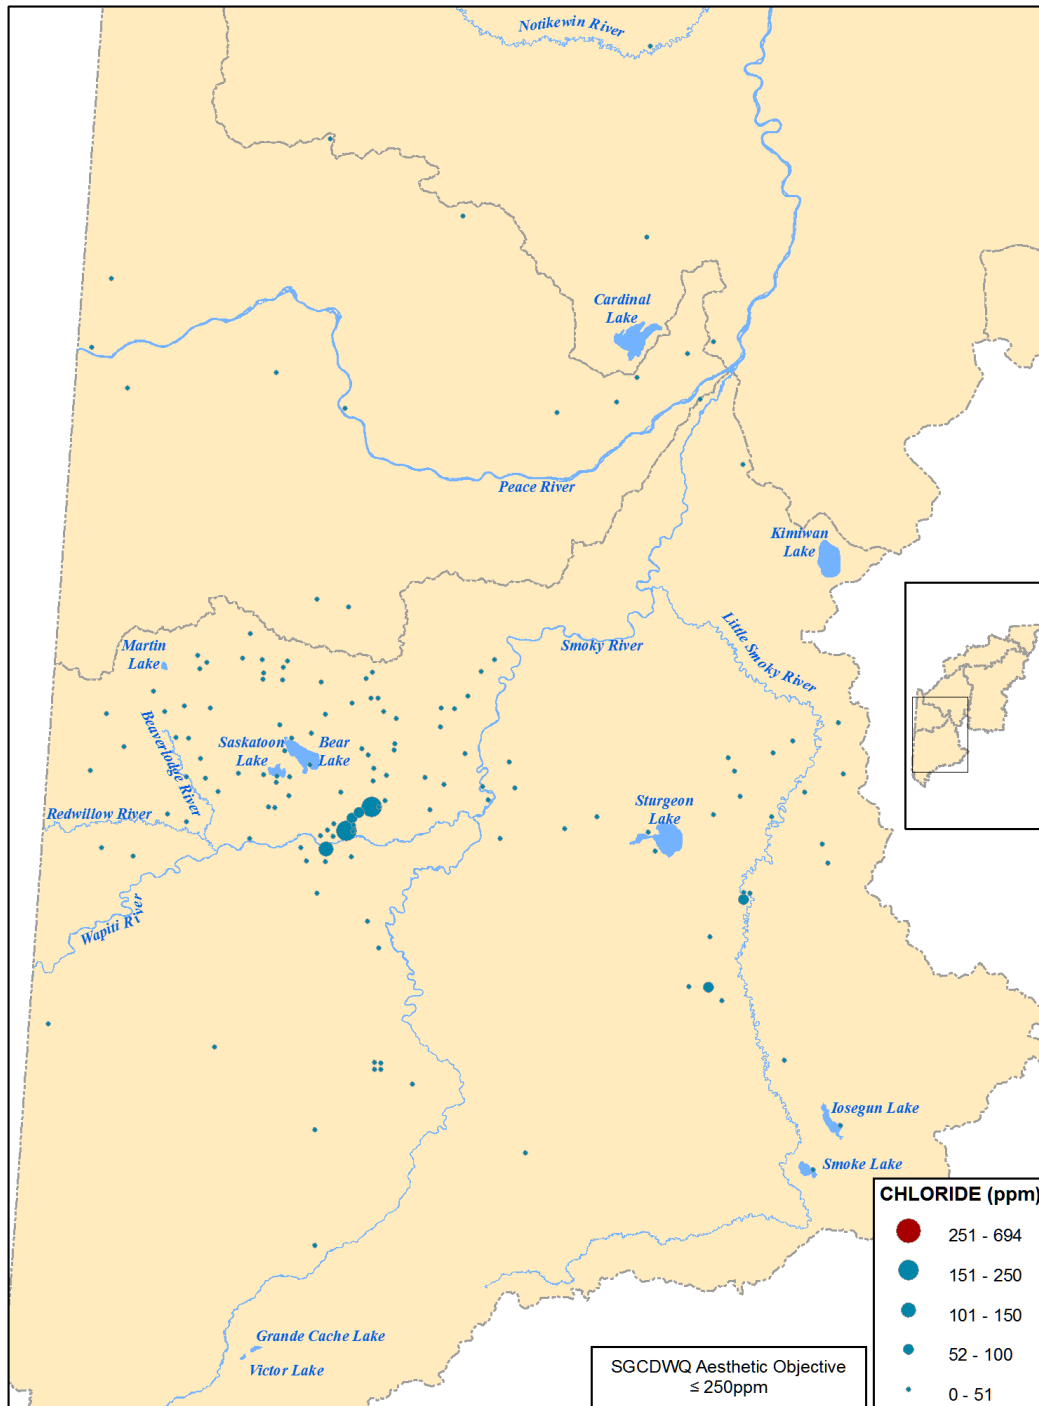 Notikewin River
Cardinal
Lake
Peace River
Kimiwan
Lake
Martin
Lake
Smoky River
Little Smoky River
Beaverlodge River
Saskatoon
Lake
Bear
Lake
Redwillow River
Sturgeon
Lake
Wapiti River
Iosegun Lake
Smoke Lake
CHLORIDE (ppm)
251 - 694
151 - 250
101 - 150
52 - 100
0 - 51
Grande Cache Lake
Victor Lake
SGCDWQ Aesthetic Objective
≤ 250ppm